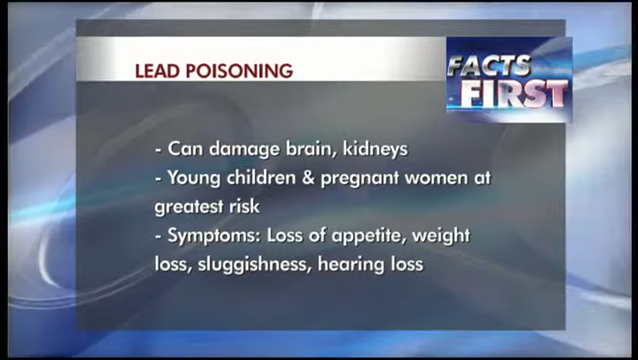 LEAD POISONING
FACTS
FIRST
- Can damage brain, kidneys
- Young children & pregnant women at
greatest risk
- Symptoms: Loss of appetite, weight
loss, sluggishness, hearing loss